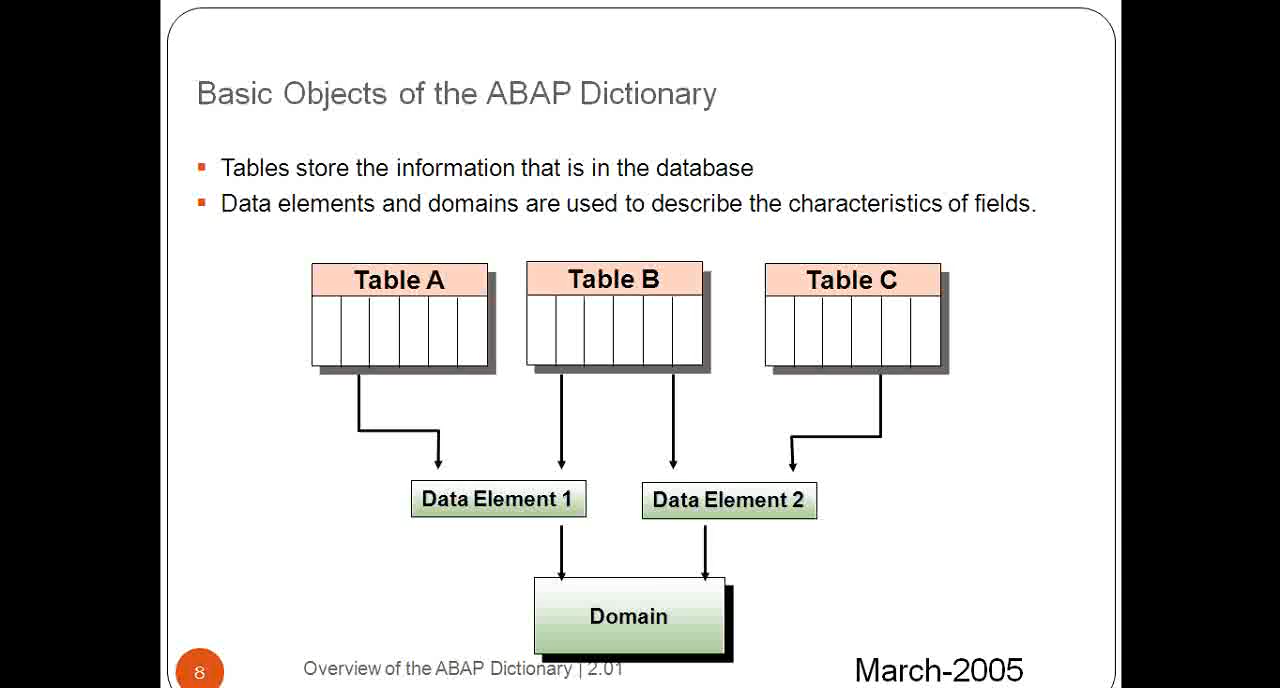 Basic Objects of the ABAP Dictionary
Tables store the information that is in the database
Data elements and domains are used to describe the characteristics of fields.
Table A
Table B
Table C
Data Element 1
Data Element 2
Domain
8
Overview of the ABAP Dictionary | 2.01
March-2005